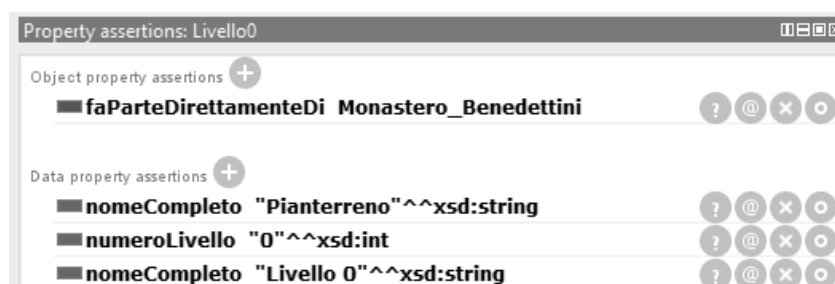 Property assertions: Livello0
Object property assertions
faParteDirettamenteDi Monastero_Benedettini
Data property assertions
nomeCompleto "Pianterreno"^^xsd:string
numeroLivello "0"^^xsd:int
nomeCompleto "Livello 0"^^xsd:string